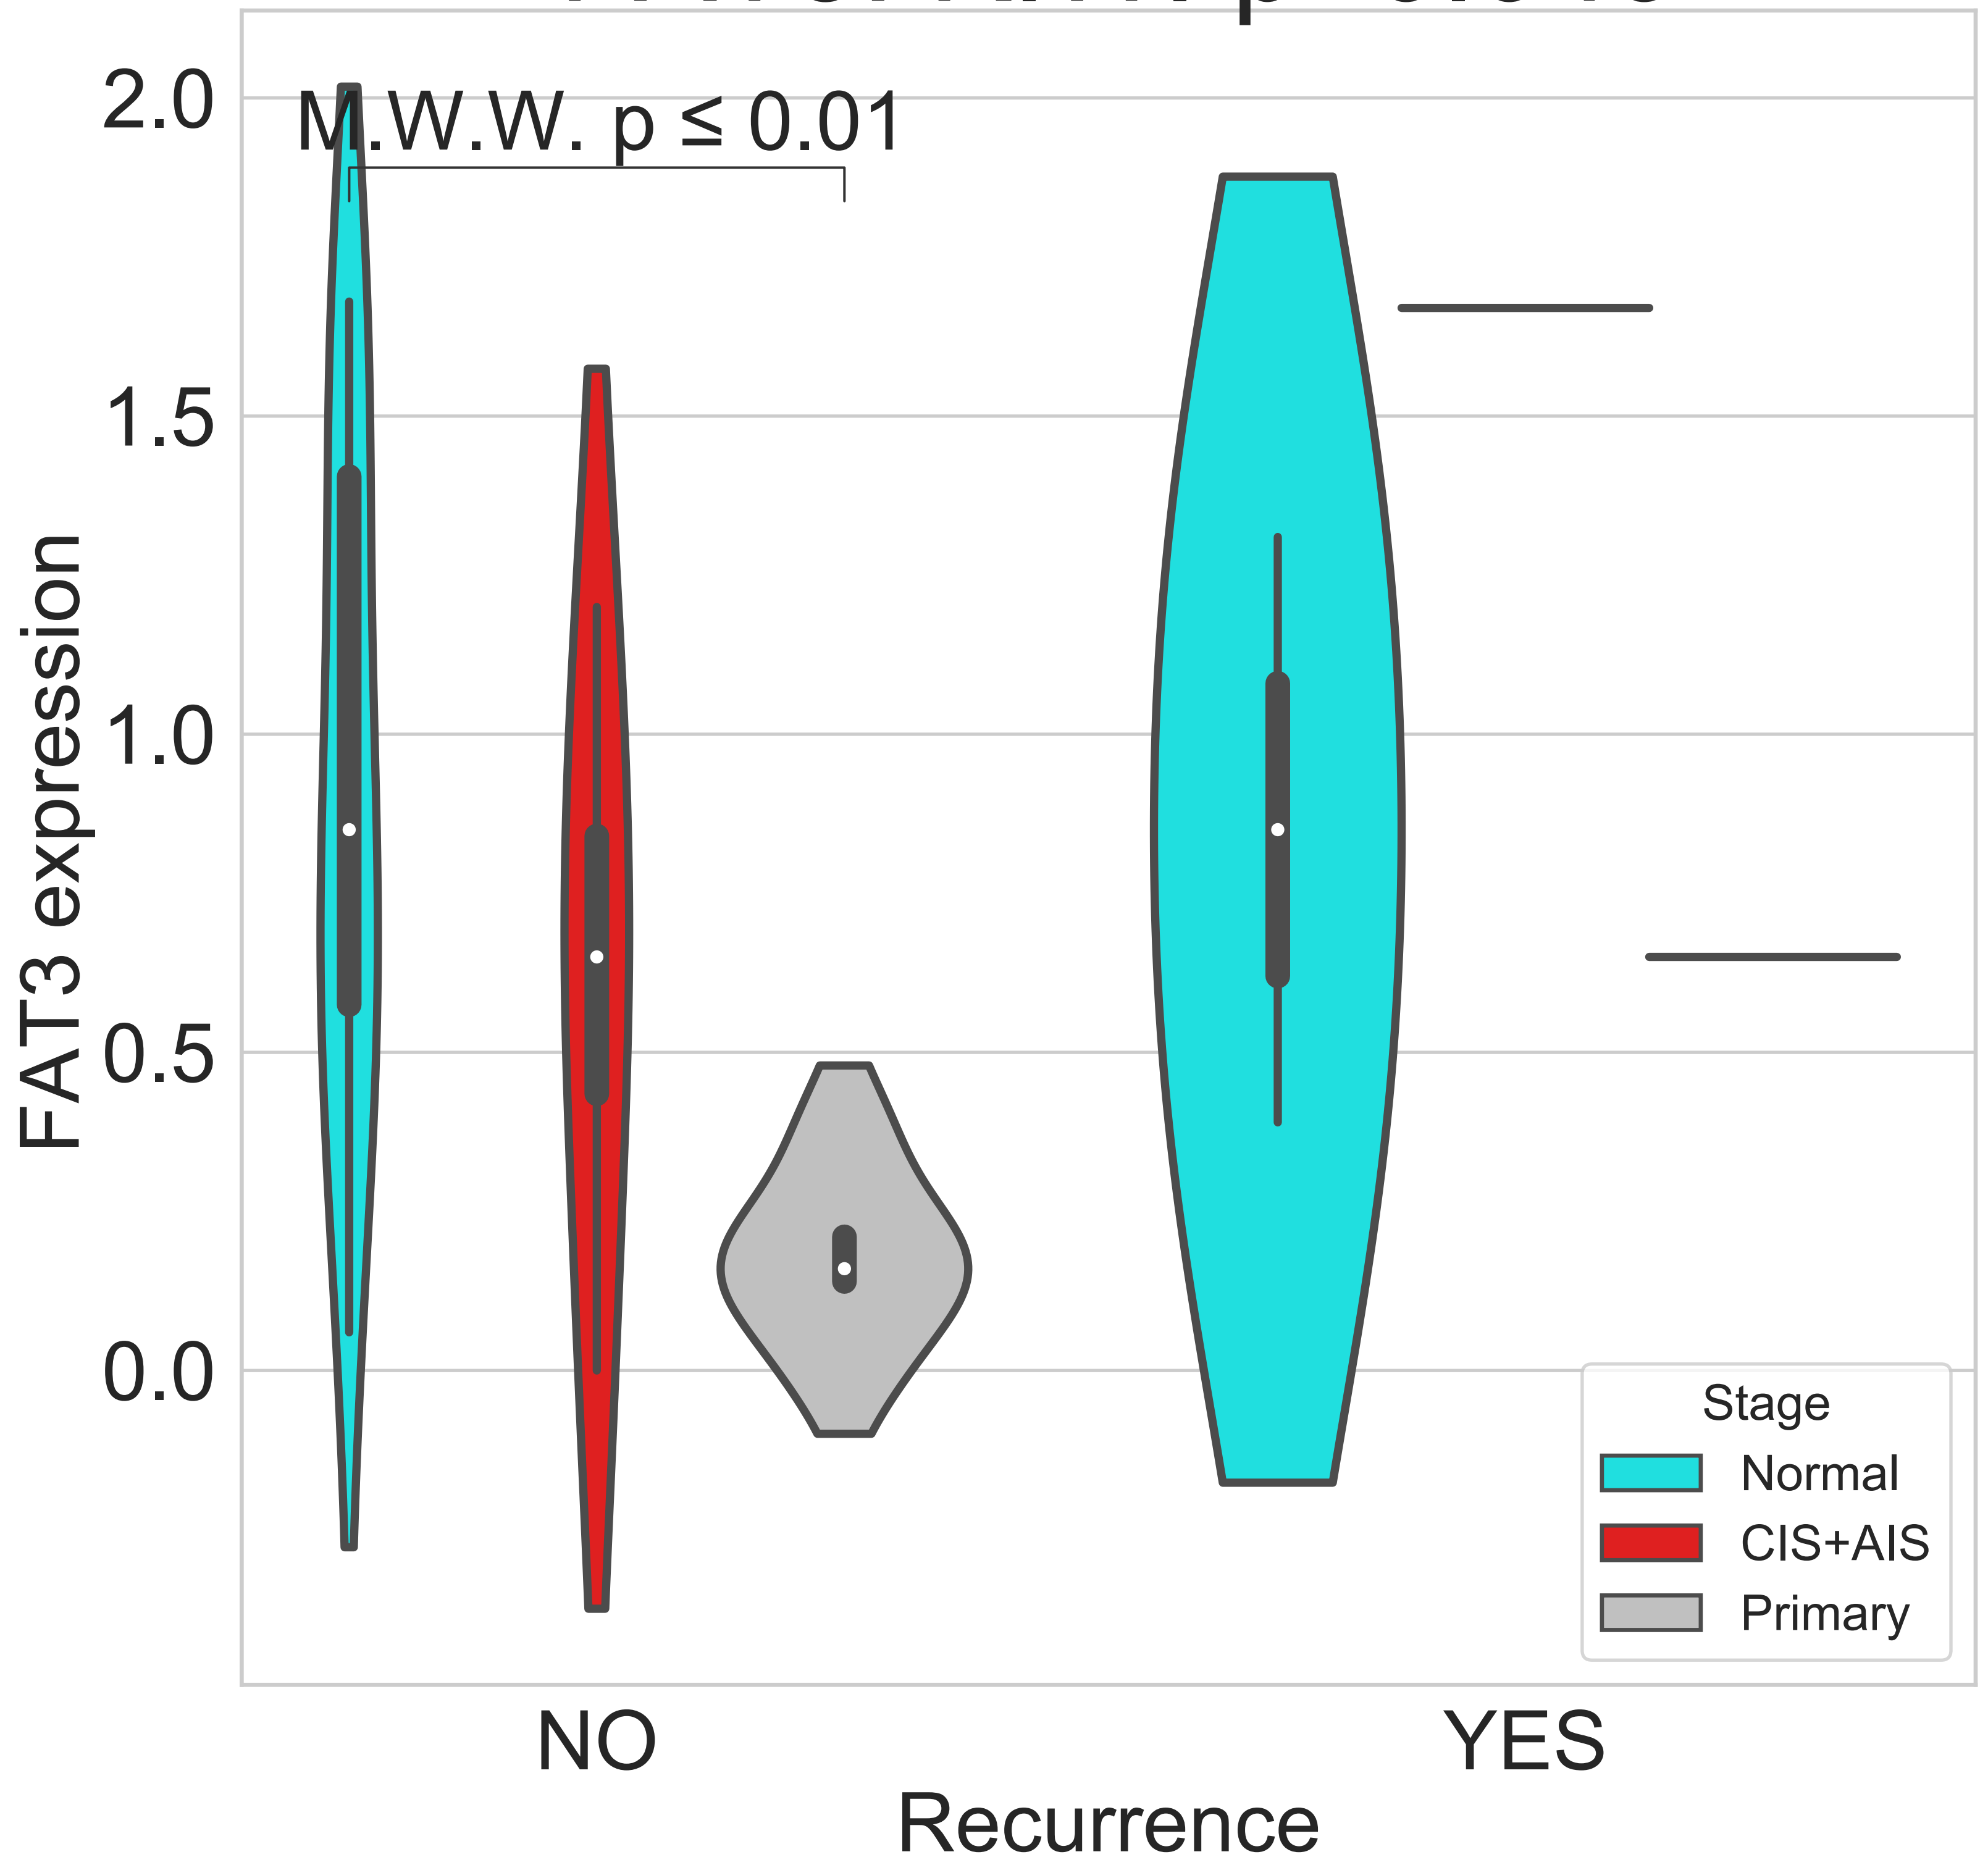 M.W.W. p ≤ 0.01
2.0
1.5
1.0
0.5
0.0
FAT3 expression
Stage
Normal
CIS+AIS
Primary
NO
YES
Recurrence